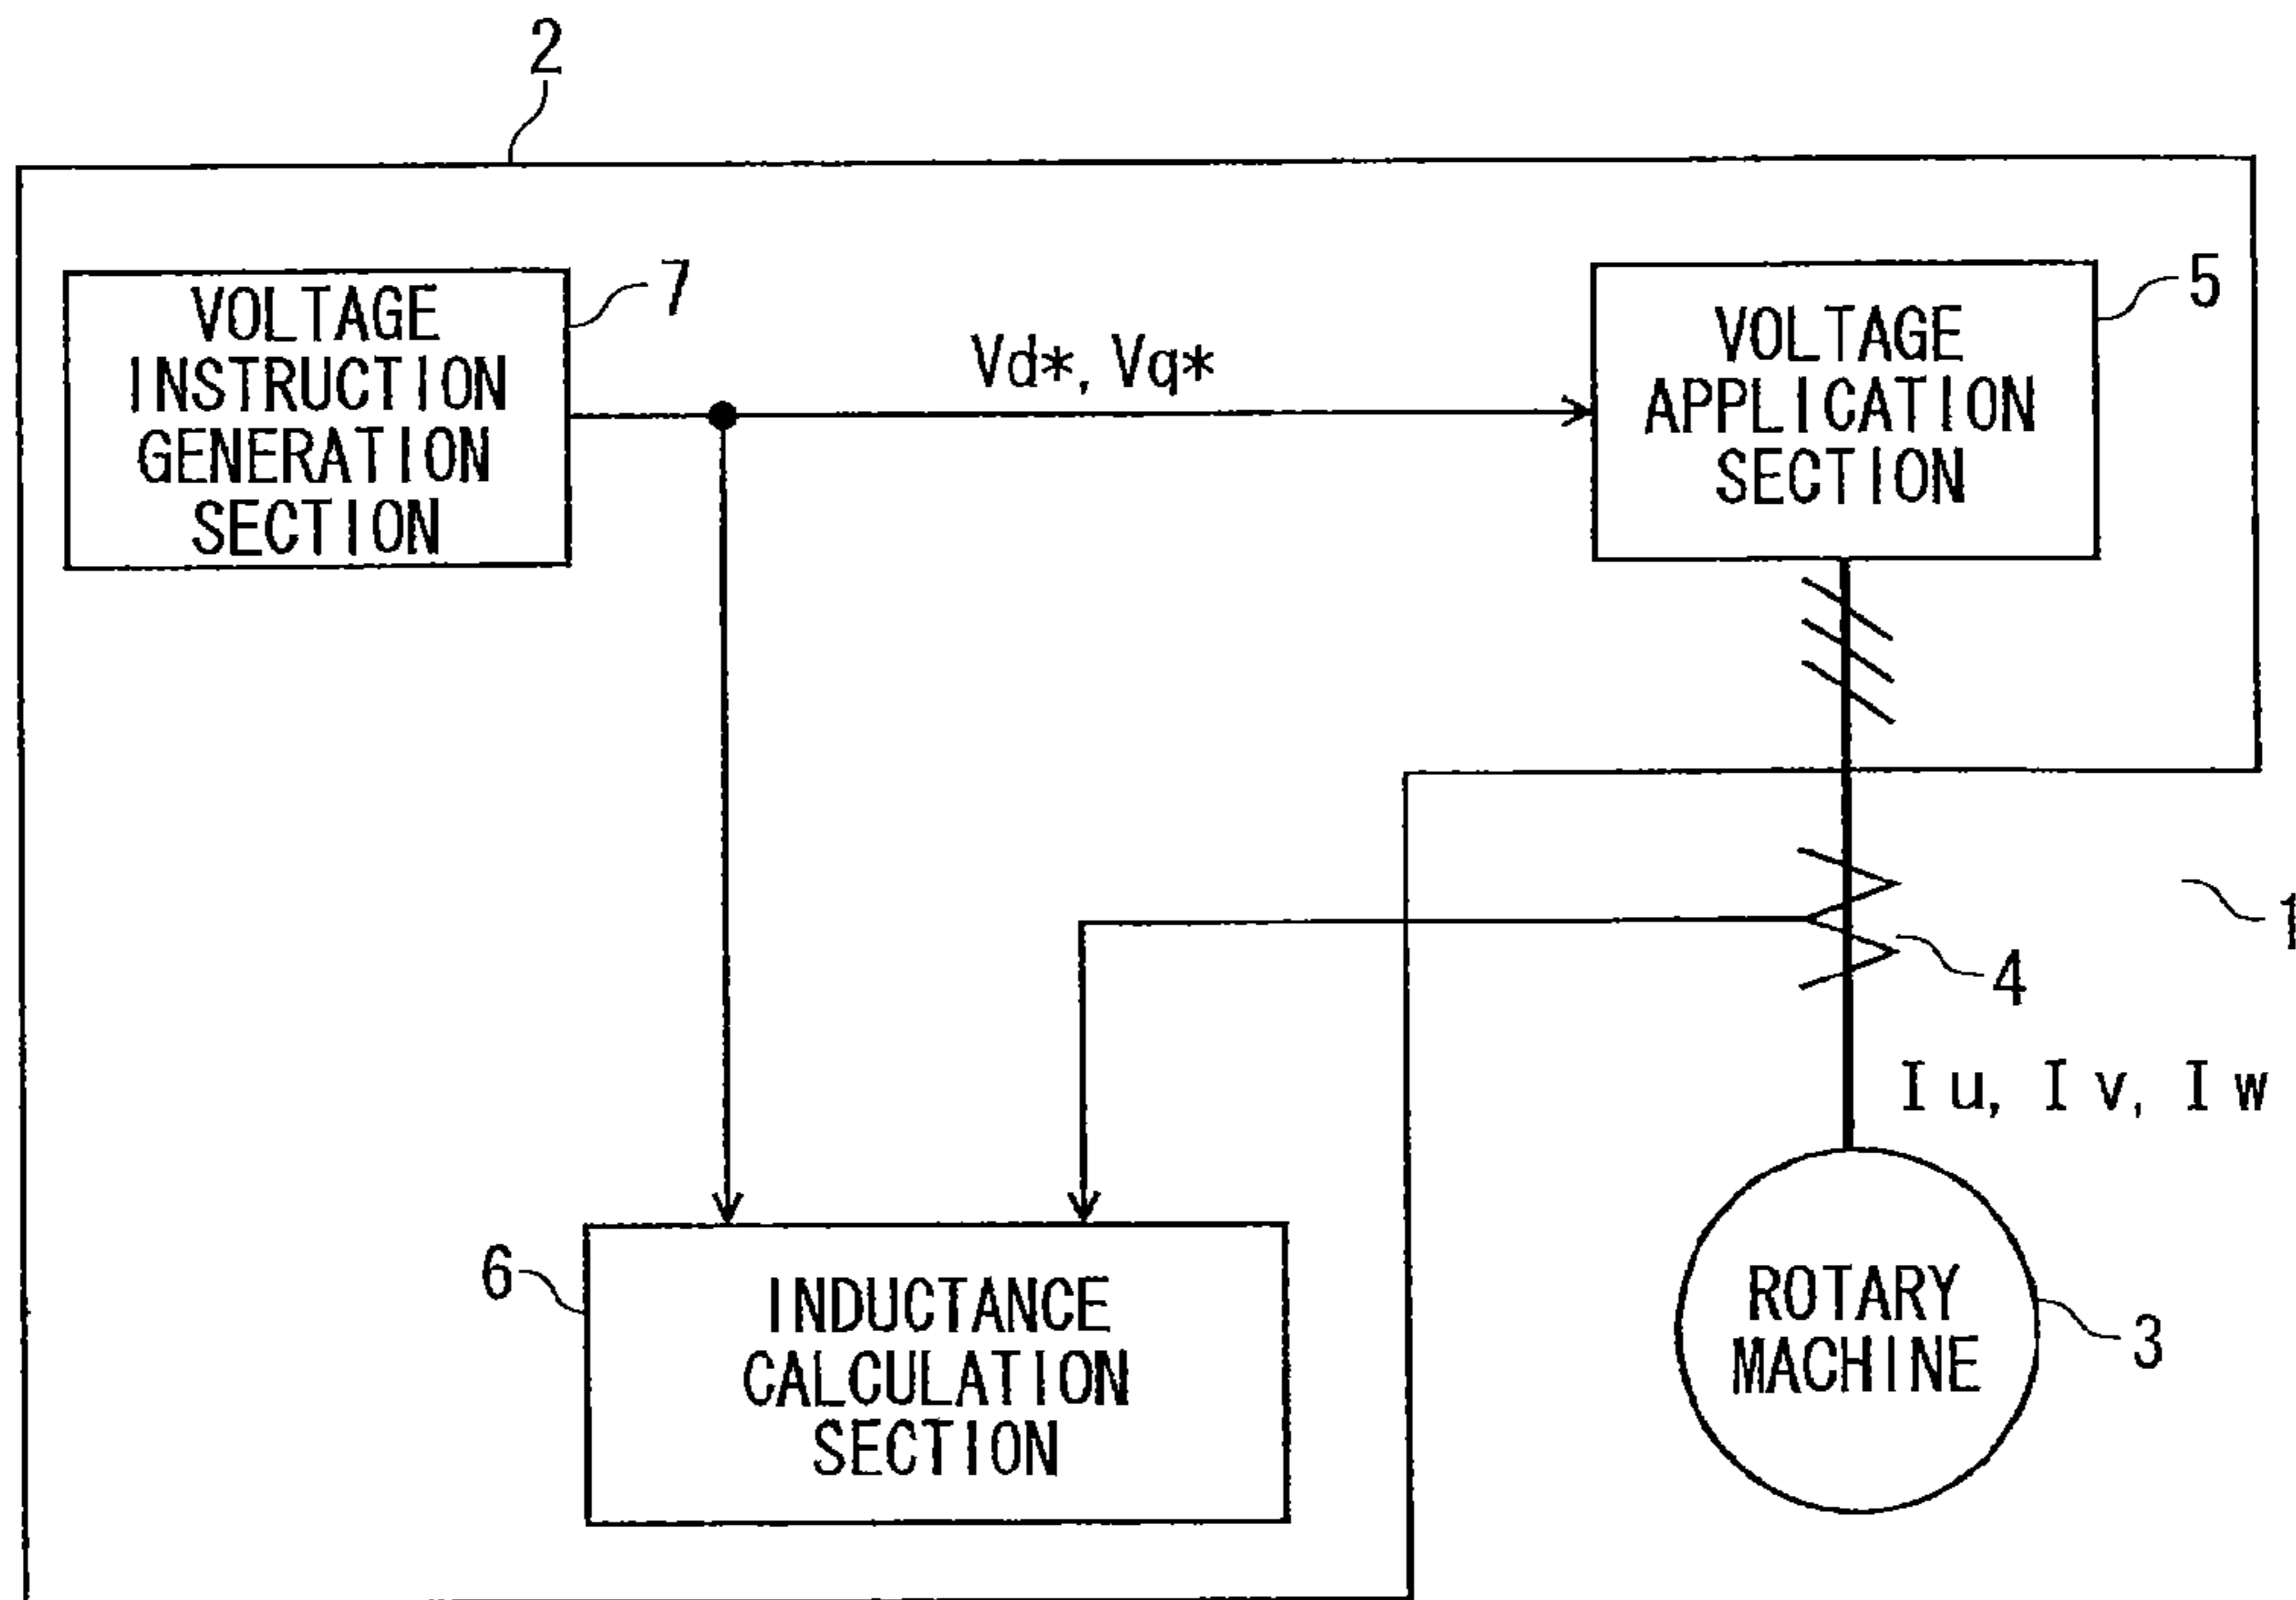 2
VOLTAGE
INSTRUCTION
GENERATION
SECTION
7
Vd*, Vq*
VOLTAGE
APPLICATION
SECTION
5
1
4
Iu, Iv, Iw
6
INDUCTANCE
CALCULATION
SECTION
ROTARY
MACHINE
3